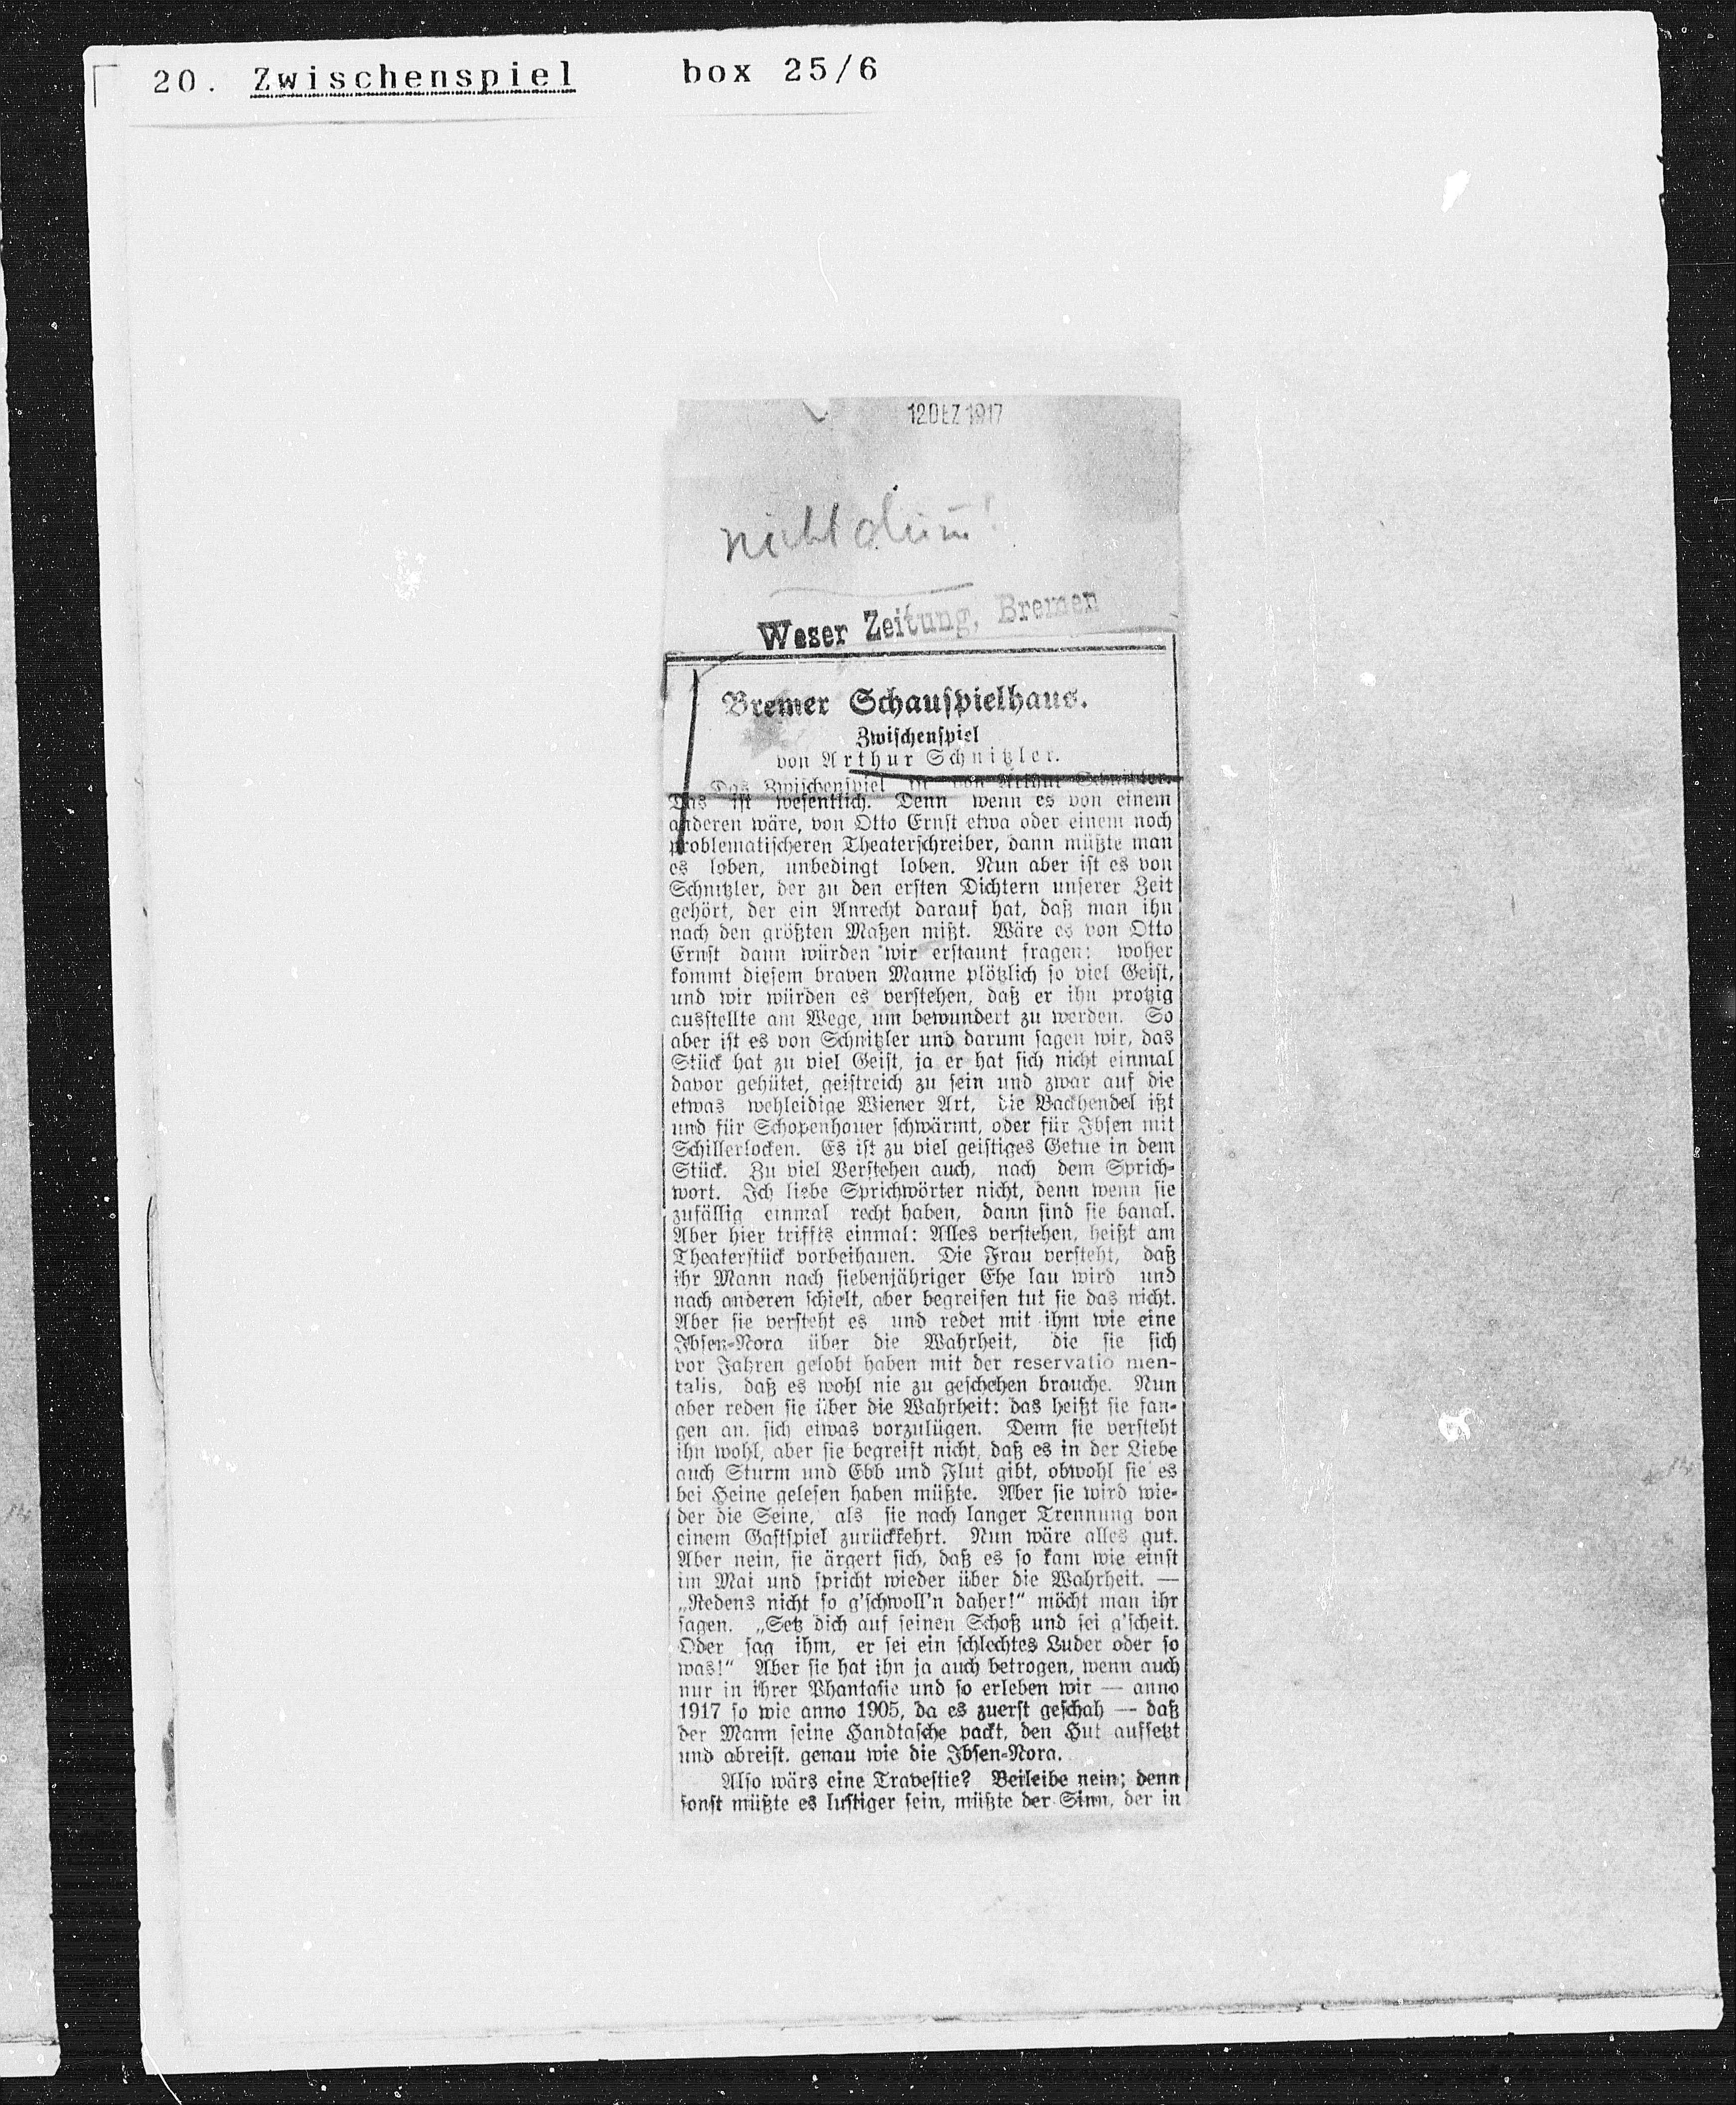 20. Zwischenspiel box 25/6
12 DEZ 1917
nicht
Weser Zeitung, Bremen
Bremer Schauspielhaus.
Zwischenspiel
von Arthur Schnitzler.
Das Zwischenspiel ist von Arthur Schnitzler.
Das ist wesentlich. Denn wenn es von einem
anderen wäre, von Otto Ernst etwa oder einem noch
problematischeren Theaterschreiber, dann müßte man
es loben, unbedingt loben. Nun aber ist es von
Schnitzler, der zu den ersten Dichtern unserer Zeit
gehört, der ein Anrecht darauf hat, daß man ihn
nach den größten Maßen mißt. Wäre es von Otto
Ernst dann würden wir erstaunt fragen: woher
kommt diesem braven Manne plötzlich so viel Geist,
und wir würden es verstehen, daß er ihn protzig
ausstellte am Wege, um bewundert zu werden. So
aber ist es von Schnitzler und darum sagen wir, das
Stück hat zu viel Geist, ja er hat sich nicht einmal
davor gehütet, geistreich zu sein und zwar auf die
etwas wehleidige Wiener Art, die Backhendel ißt
und für Schopenhauer schwärmt, oder für Ibsen mit
Schillerlocken. Es ist zu viel geistiges Getue in dem
Stück. Zu viel Verstehen auch, nach dem Sprich-
wort. Ich liebe Sprichwörter nicht, denn wenn sie
zufällig einmal recht haben, dann sind sie banal.
Aber hier triffts einmal: Alles verstehen, heißt am
Theaterstück vorbeihauen. Die Frau versteht, daß
ihr Mann nach siebenjähriger Ehe lau wird und
nach anderen schielt, aber begreifen tut sie das nicht.
Aber sie versteht es und redet mit ihm wie eine
Ibsen-Nora über die Wahrheit, die sie sich
vor Jahren gelobt haben mit der reservatio men-
talis, daß es wohl nie zu geschehen brauche. Nun
aber reden sie über die Wahrheit: das heißt sie fan-
gen an, sich etwas vorzulügen. Denn sie versteht
ihn wohl, aber sie begreift nicht, daß es in der Liebe
auch Sturm und Ebb und Flut gibt, obwohl sie es
bei Heine gelesen haben müßte. Aber sie wird wie-
der die Seine, als sie nach langer Trennung von
einem Gastspiel zurückkehrt. Nun wäre alles gut.
Aber nein, sie ärgert sich, daß es so kam wie einst
im Mai und spricht wieder über die Wahrheit. —
„Redens nicht so g'schwoll'n daher!“ möcht man ihr
sagen. „Setz dich auf seinen Schoß und sei g'scheit.
Oder sag ihm, er sei ein schlechtes Luder oder so
was!“ Aber sie hat ihn ja auch betrogen, wenn auch
nur in ihrer Phantasie und so erleben wir — anno
1917 so wie anno 1905, da es zuerst geschah — daß
der Mann seine Handtasche packt, den Hut aufsetzt
und abreist, genau wie die Ibsen-Nora.
Also wärs eine Travestie? Beileibe nein; denn
sonst müßte es lustiger sein, müßte der Sinn, der in